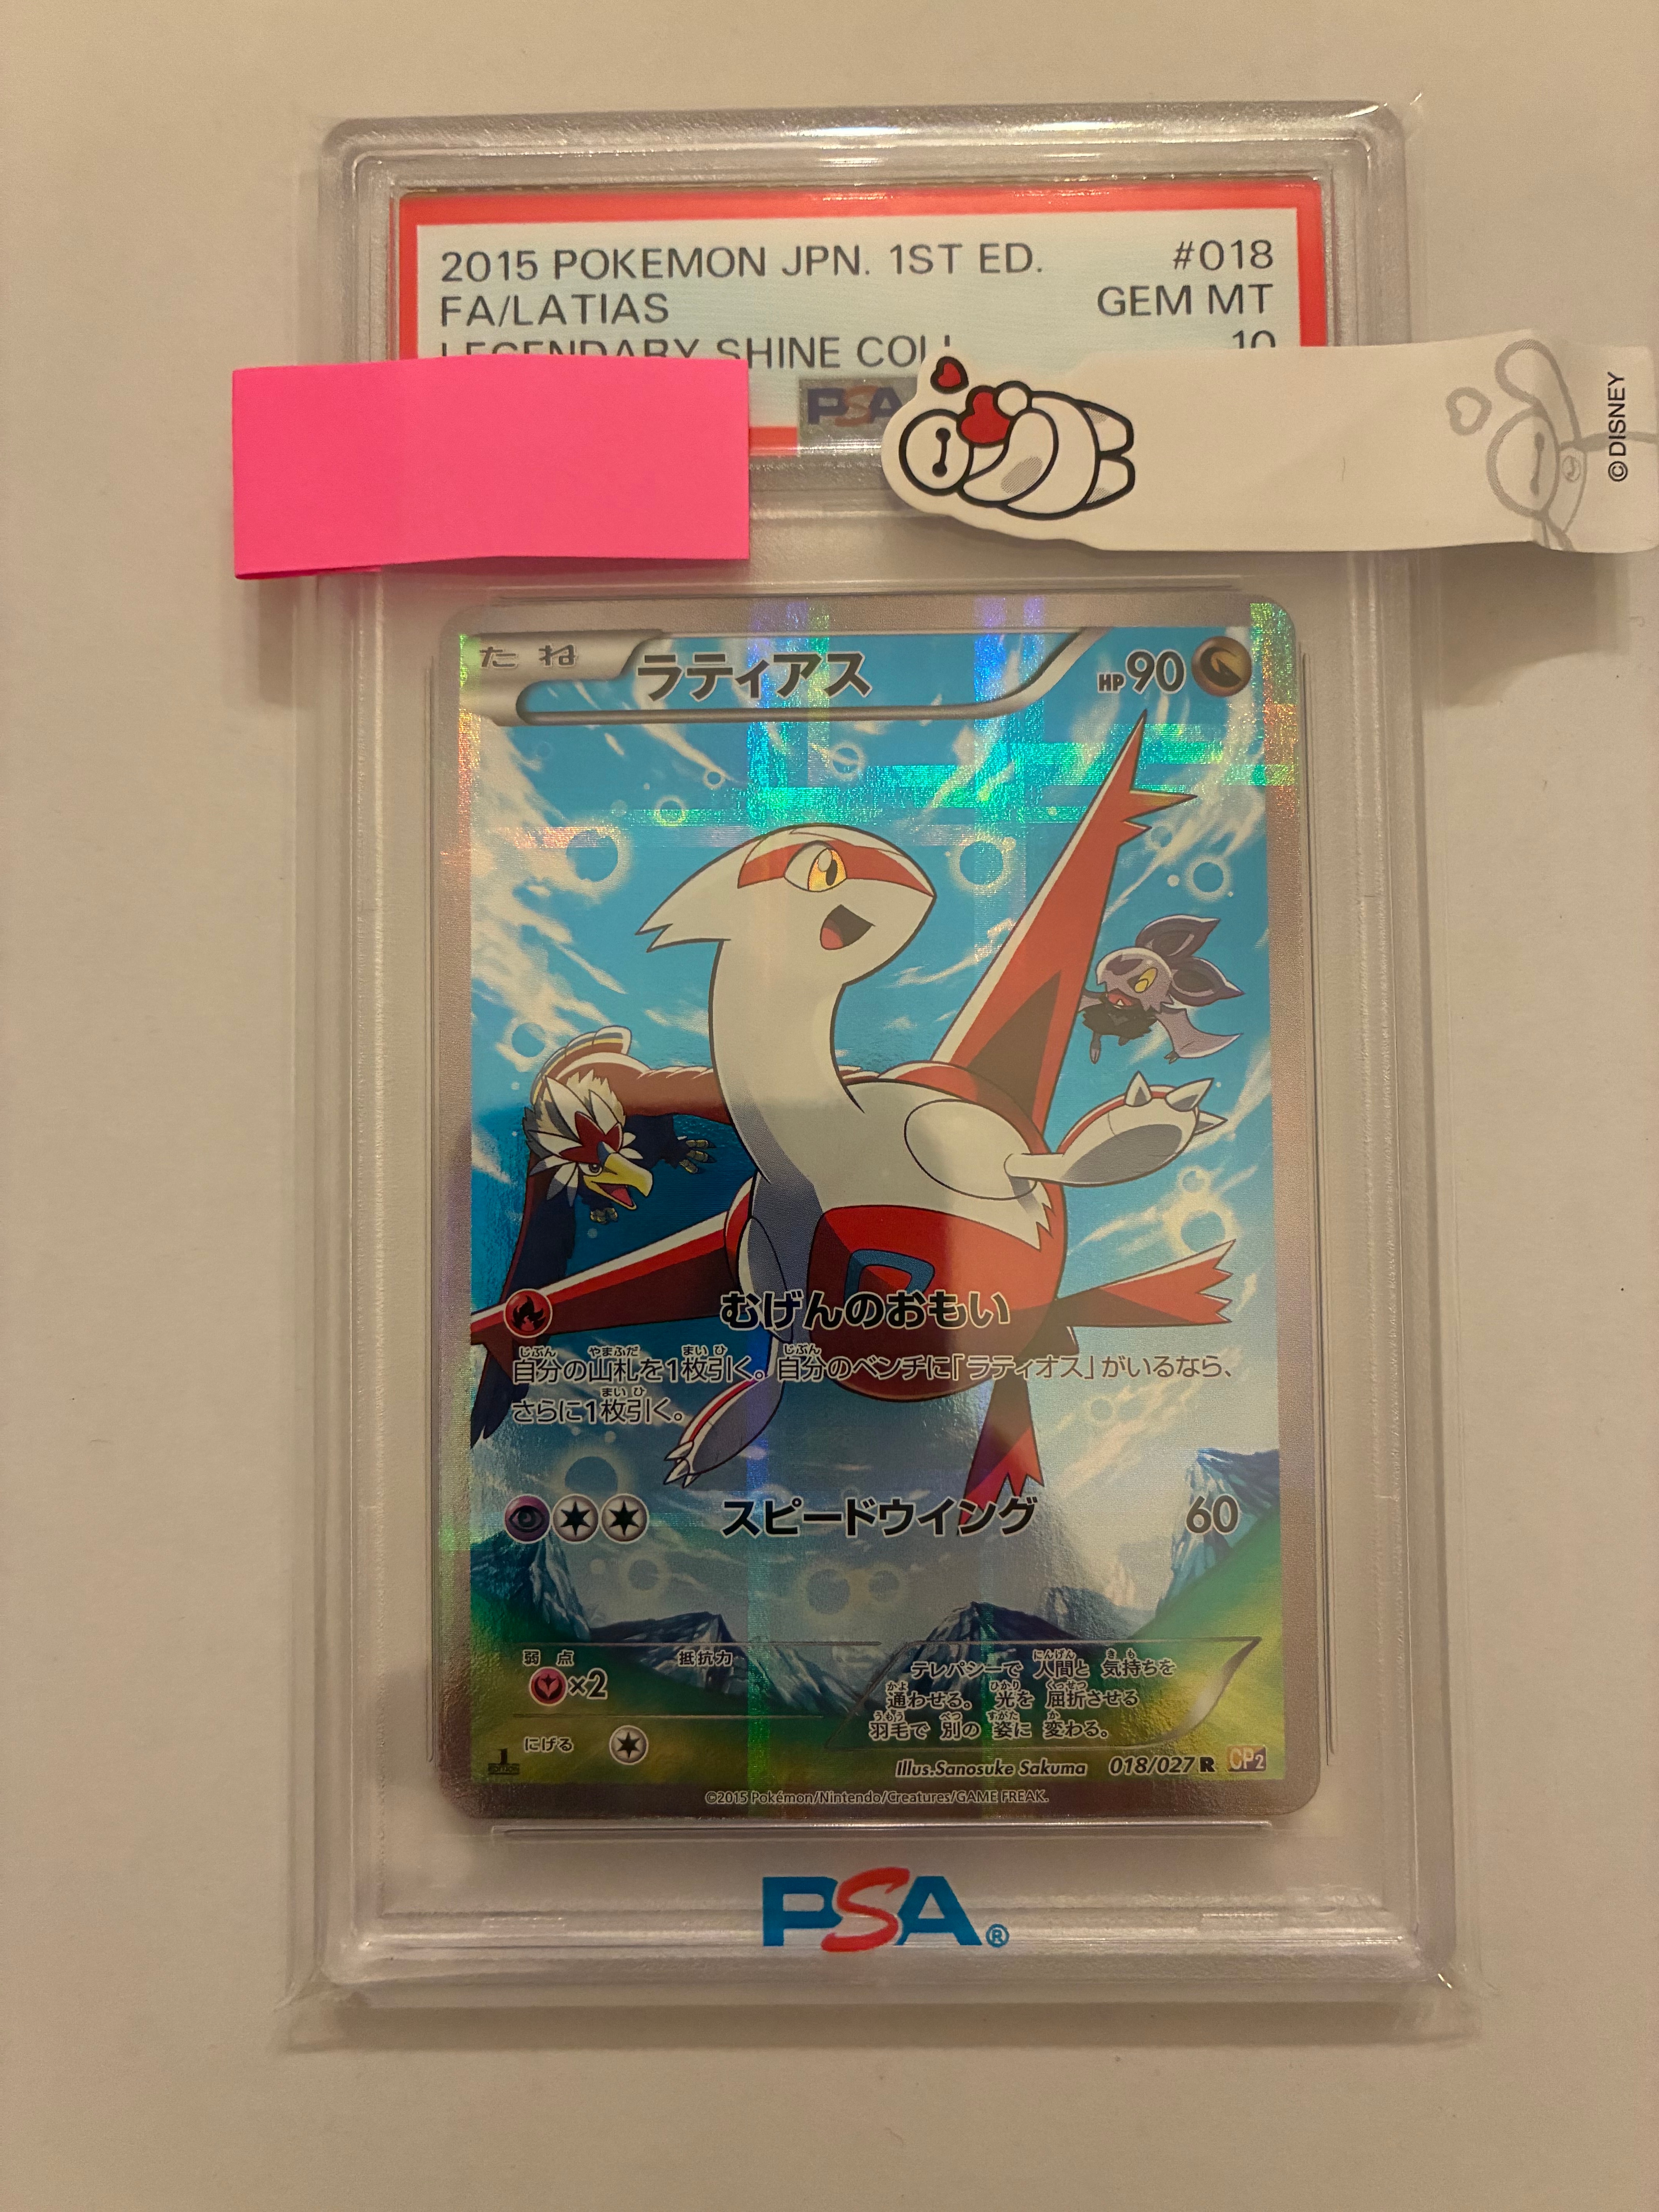 2015 POKEMON JPN. 1ST ED. #018
FA/LATIAS GEM MT
LEGENDARY SHINE COLL 10
PSA
©DISNEY
たね ラティアス HP90
むげんのおもい
自分の山札を1枚引く。自分のベンチに「ラティオス」がいるなら、
さらに1枚引く。
スピードウイング 60
弱点 抵抗力
×2
にげる
テレパシーで 人間と 気持ちを
通わせる。 光を 屈折させる
羽毛で 別の 姿に 変わる。
1 EDITION
Illus.Sanosuke Sakuma 018/027 R CP2
©2015 Pokémon/Nintendo/Creatures/GAME FREAK.
PSA®